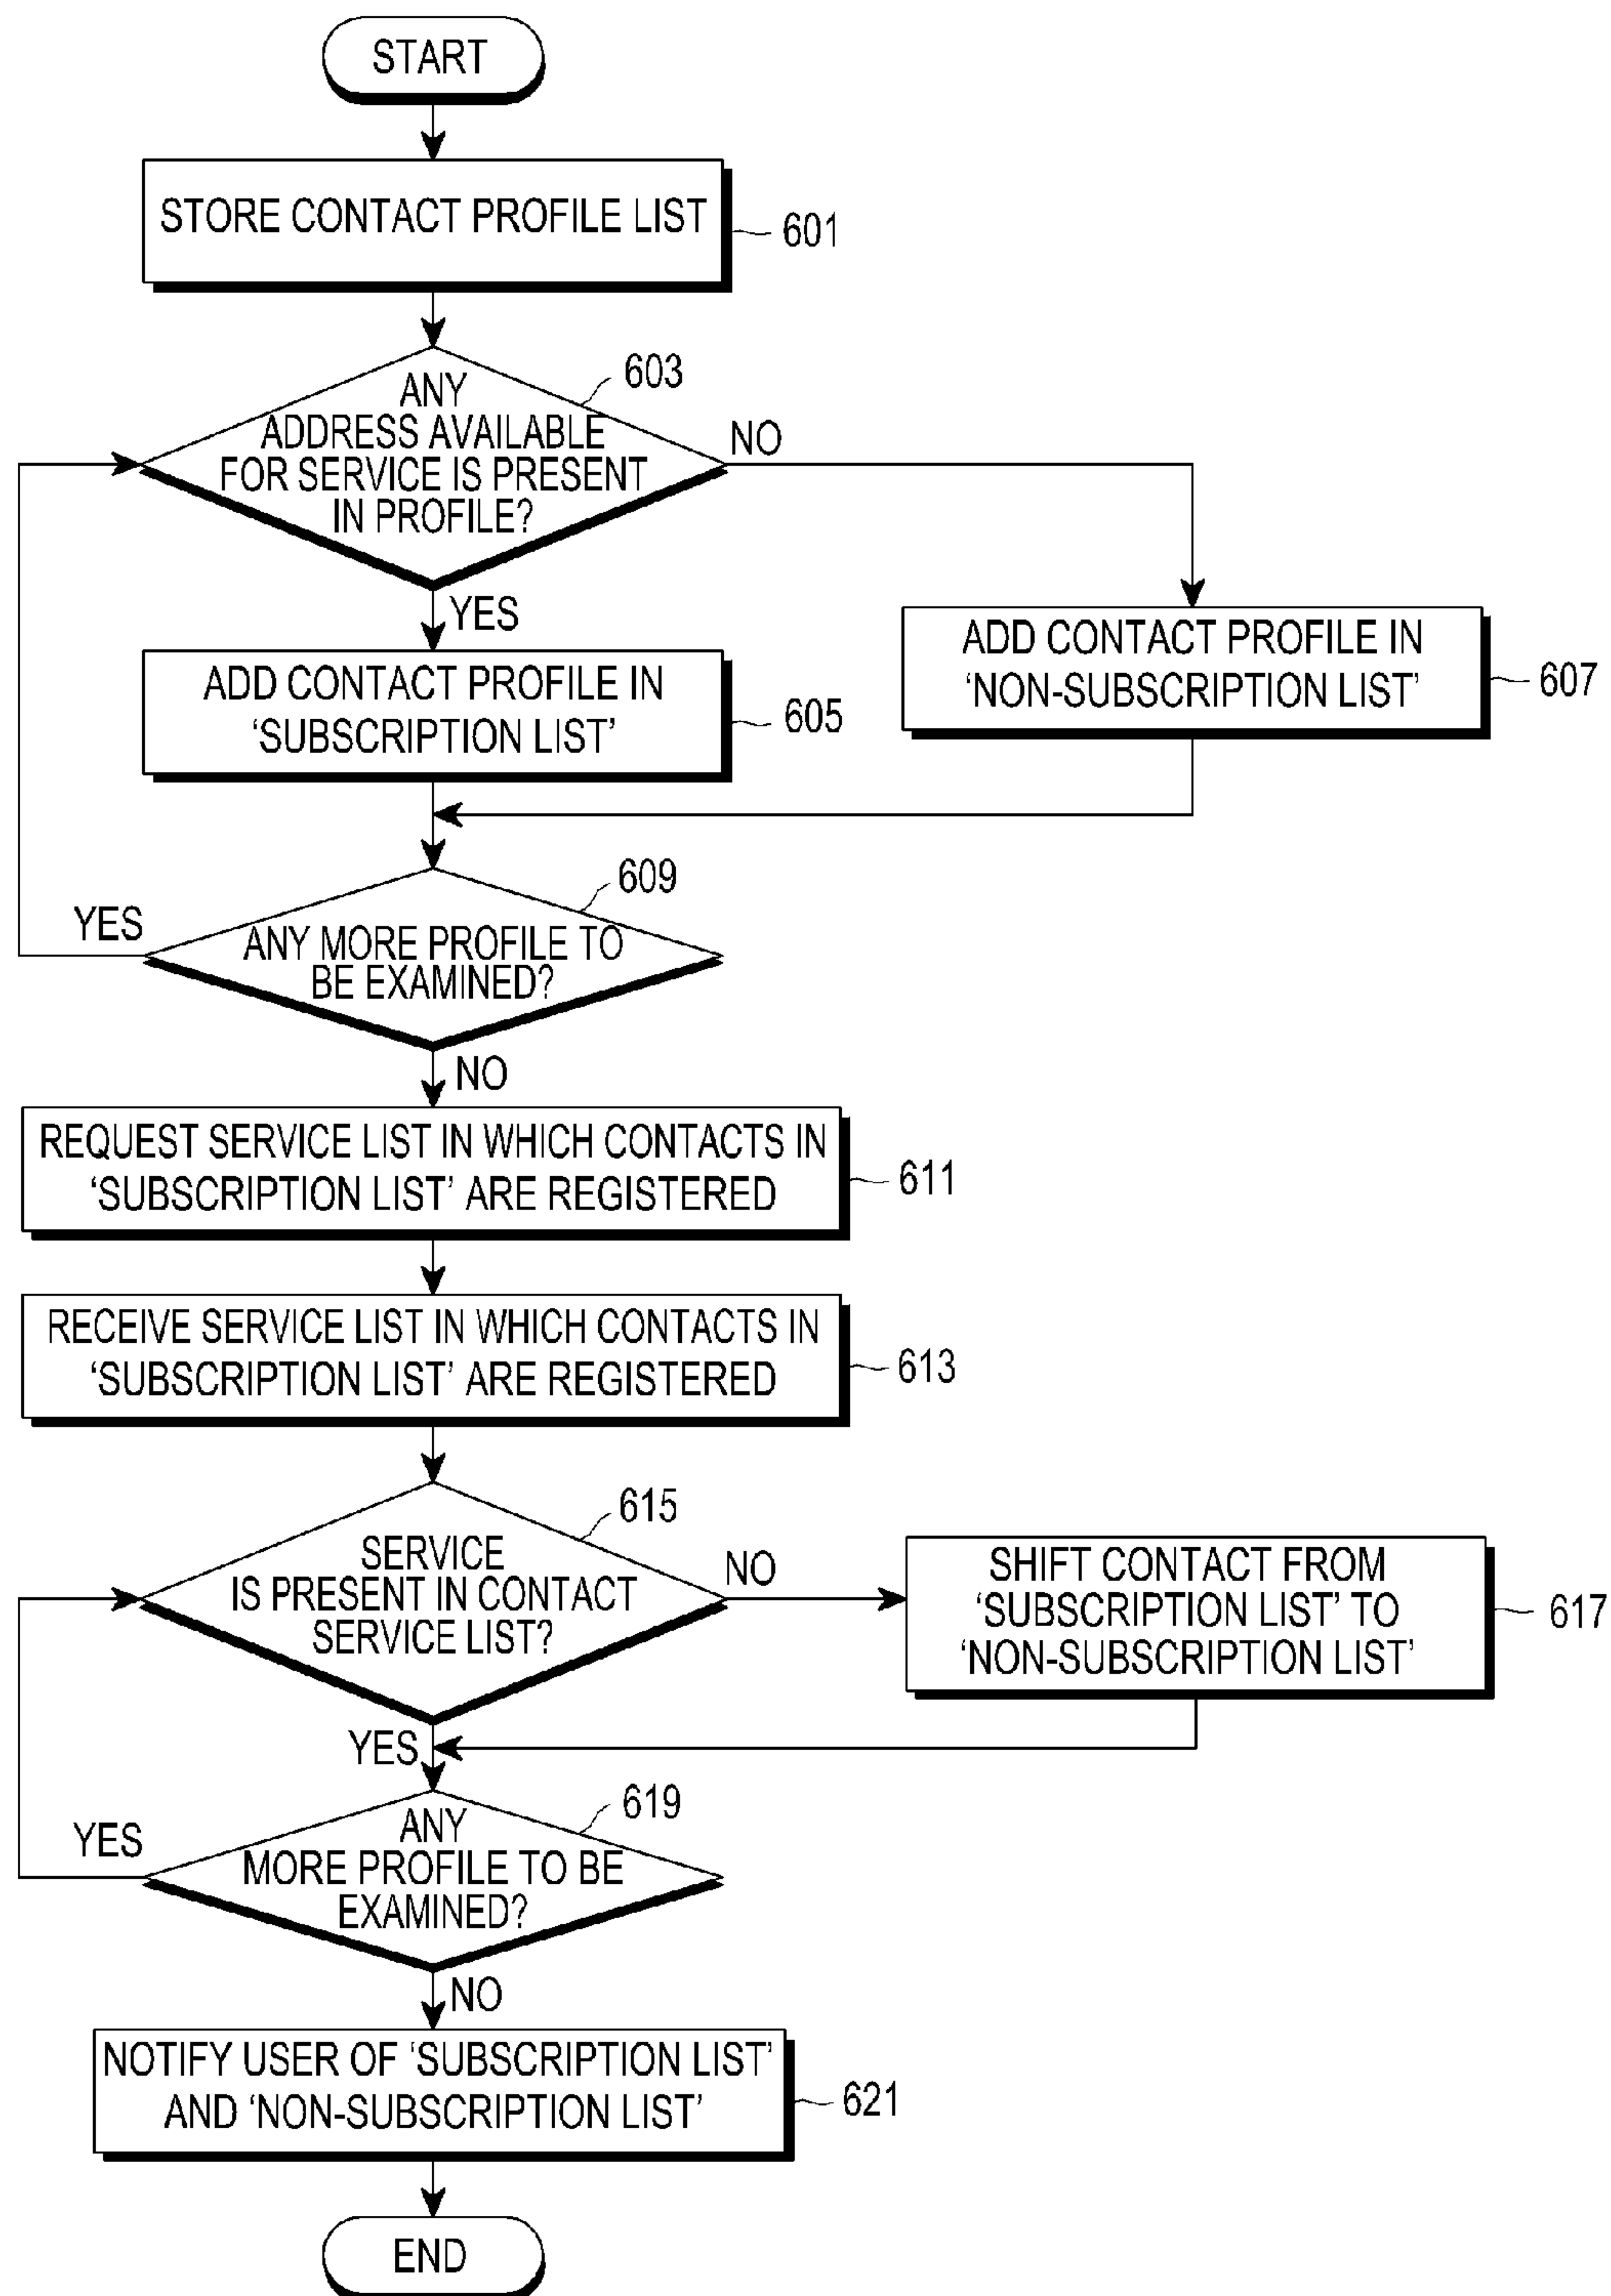 START
STORE CONTACT PROFILE LIST
601
603
ANY
ADDRESS AVAILABLE
FOR SERVICE IS PRESENT
IN PROFILE?
NO
YES
ADD CONTACT PROFILE IN
‘SUBSCRIPTION LIST’
605
ADD CONTACT PROFILE IN
‘NON-SUBSCRIPTION LIST’
607
609
YES
ANY MORE PROFILE TO
BE EXAMINED?
NO
REQUEST SERVICE LIST IN WHICH CONTACTS IN
‘SUBSCRIPTION LIST’ ARE REGISTERED
611
RECEIVE SERVICE LIST IN WHICH CONTACTS IN
‘SUBSCRIPTION LIST’ ARE REGISTERED
613
615
SERVICE
IS PRESENT IN CONTACT
SERVICE LIST?
NO
SHIFT CONTACT FROM
‘SUBSCRIPTION LIST’ TO
‘NON-SUBSCRIPTION LIST’
617
YES
619
YES
ANY
MORE PROFILE TO BE
EXAMINED?
NO
NOTIFY USER OF ‘SUBSCRIPTION LIST’
AND ‘NON-SUBSCRIPTION LIST’
621
END